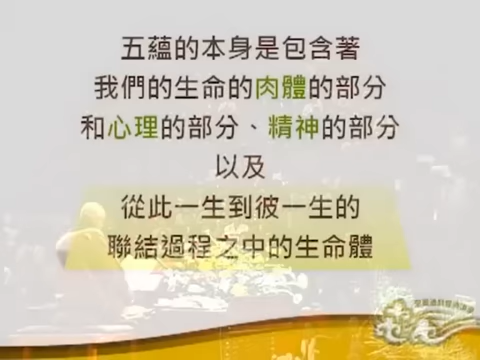 五蘊的本身是包含著
我們的生命的肉體的部分
和心理的部分、精神的部分
以及
從此一生到彼一生的
聯結過程之中的生命體